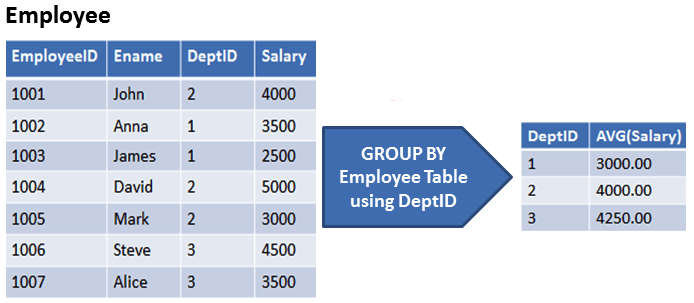 Employee
EmployeeID Ename DeptID Salary
1001 John 2 4000
1002 Anna 1 3500
1003 James 1 2500
1004 David 2 5000
1005 Mark 2 3000
1006 Steve 3 4500
1007 Alice 3 3500
GROUP BY
Employee Table
using DeptID
DeptID AVG(Salary)
1 3000.00
2 4000.00
3 4250.00